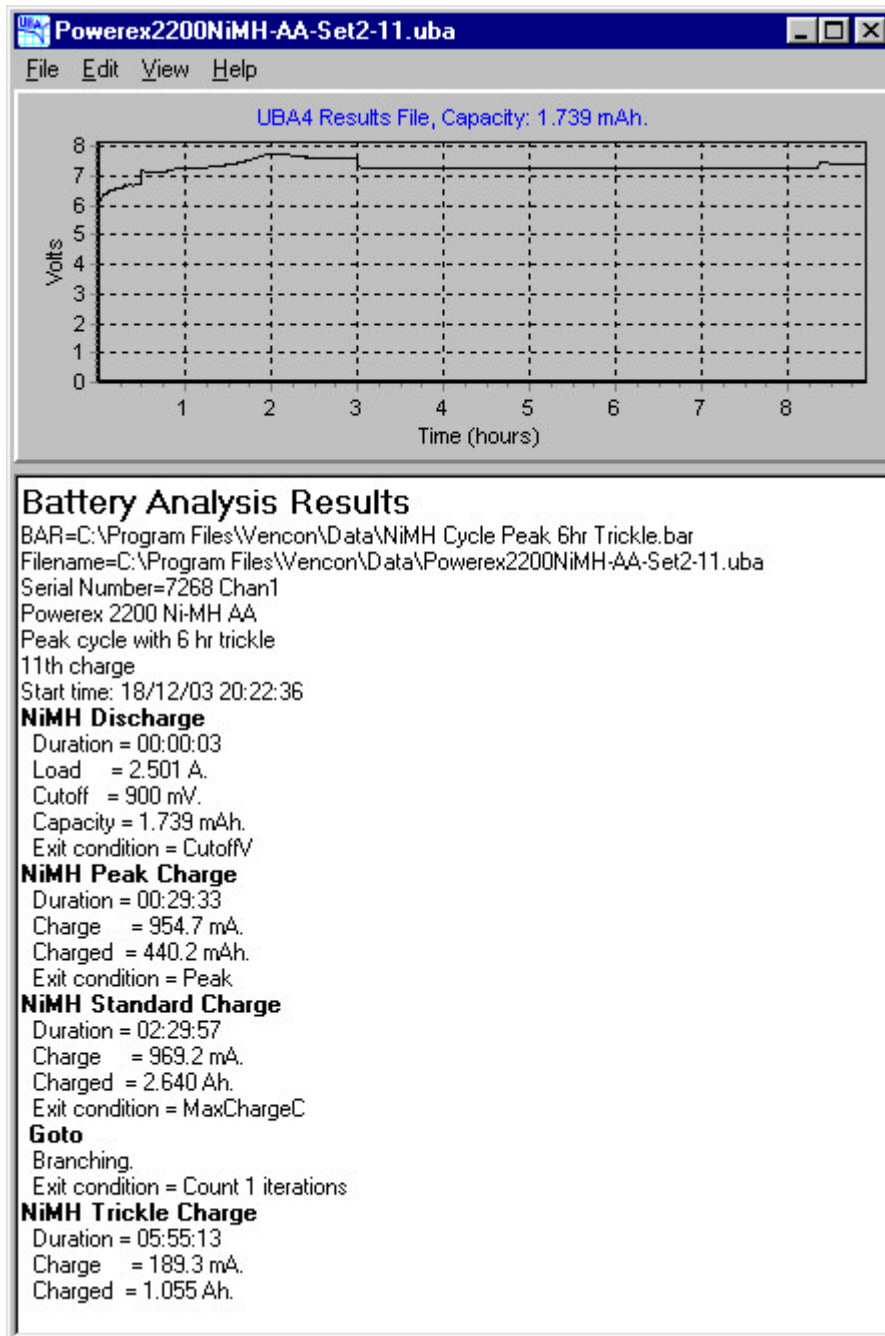 UBA
Powerex2200NiMH-AA-Set2-11.uba
File Edit View Help
UBA4 Results File, Capacity: 1.739 mAh.
8
7
6
5
4
3
2
1
0
Volts
1 2 3 4 5 6 7 8
Time (hours)
Battery Analysis Results
BAR=C:\Program Files\Vencon\Data\NiMH Cycle Peak 6hr Trickle.bar
Filename=C:\Program Files\Vencon\Data\Powerex2200NiMH-AA-Set2-11.uba
Serial Number=7268 Chan1
Powerex 2200 Ni-MH AA
Peak cycle with 6 hr trickle
11th charge
Start time: 18/12/03 20:22:36
NiMH Discharge
Duration = 00:00:03
Load = 2.501 A.
Cutoff = 900 mV.
Capacity = 1.739 mAh.
Exit condition = CutoffV
NiMH Peak Charge
Duration = 00:29:33
Charge = 954.7 mA.
Charged = 440.2 mAh.
Exit condition = Peak
NiMH Standard Charge
Duration = 02:29:57
Charge = 969.2 mA.
Charged = 2.640 Ah.
Exit condition = MaxChargeC
Goto
Branching.
Exit condition = Count 1 iterations
NiMH Trickle Charge
Duration = 05:55:13
Charge = 189.3 mA.
Charged = 1.055 Ah.